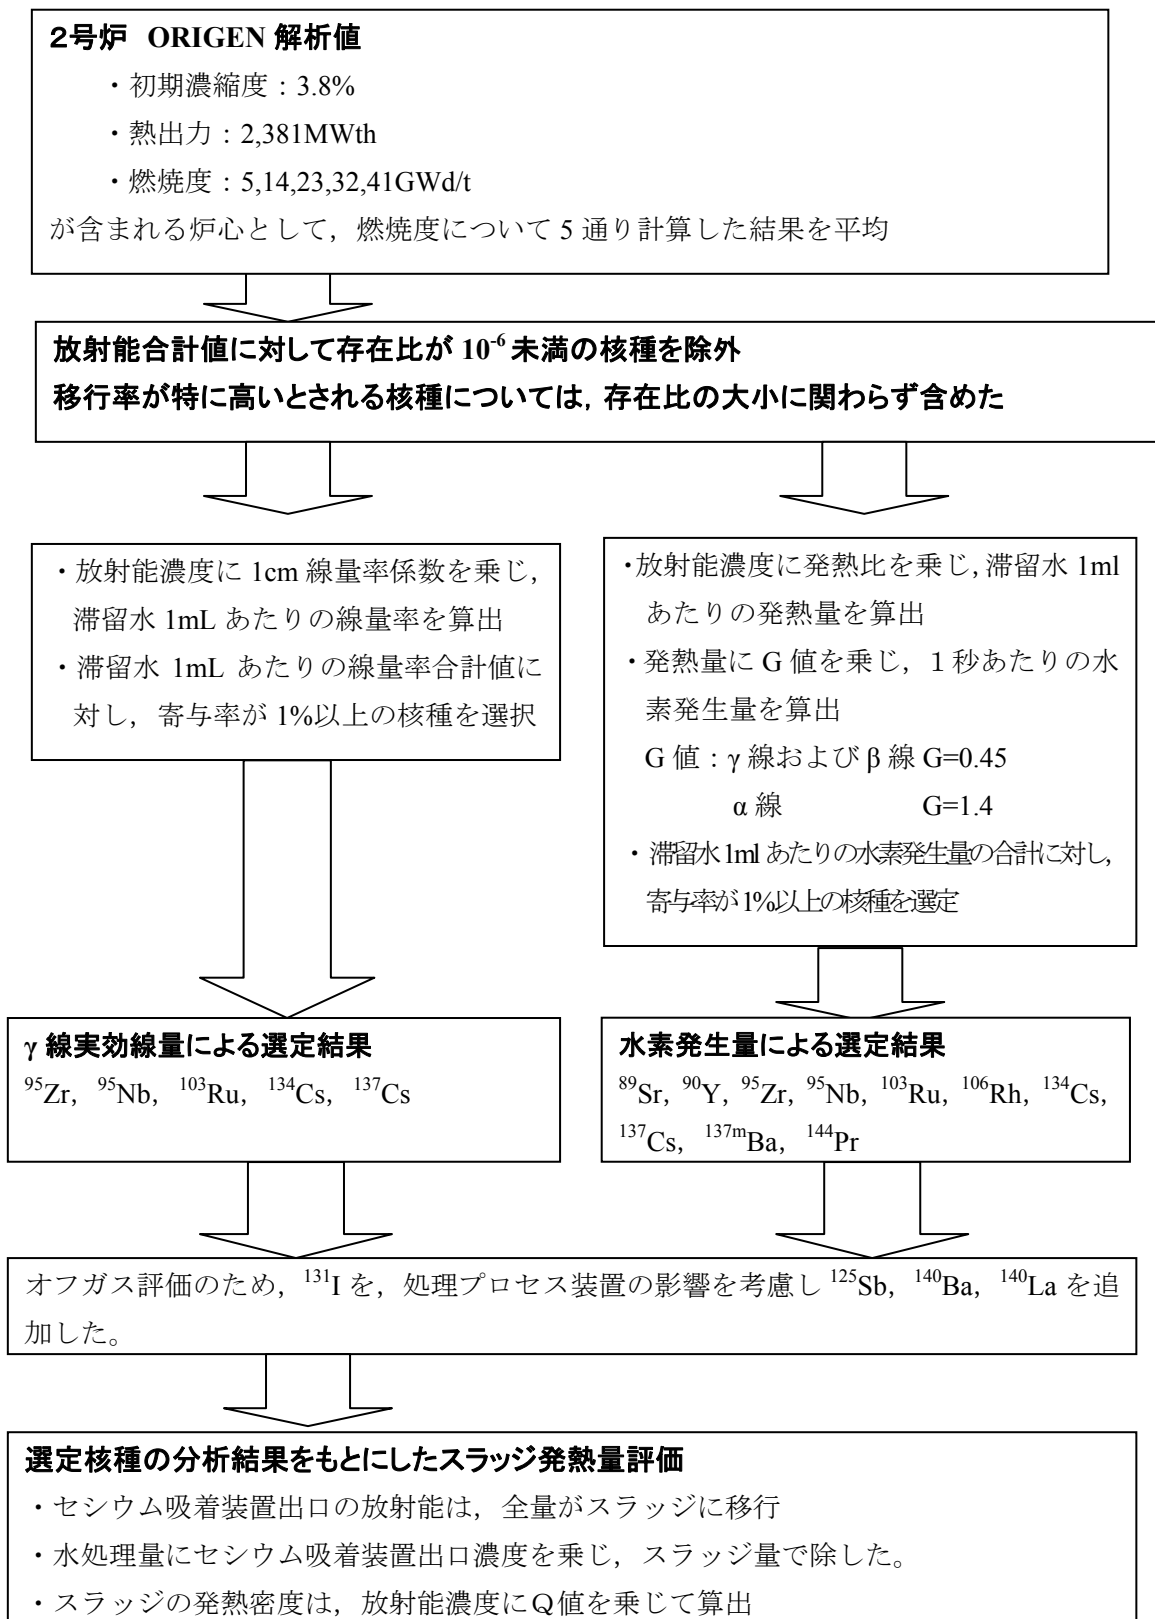 ２号炉 ORIGEN 解析値
・初期濃縮度：3.8%
・熱出力：2,381MWth
・燃焼度：5,14,23,32,41GWd/t
が含まれる炉心として，燃焼度について 5 通り計算した結果を平均
放射能合計値に対して存在比が 10⁻⁶ 未満の核種を除外
移行率が特に高いとされる核種については，存在比の大小に関わらず含めた
・放射能濃度に 1cm 線量率係数を乗じ，
滞留水 1mL あたりの線量率を算出
・滞留水 1mL あたりの線量率合計値に
対し，寄与率が 1%以上の核種を選択
・放射能濃度に発熱比を乗じ，滞留水 1ml
あたりの発熱量を算出
・発熱量に G 値を乗じ，１秒あたりの水
素発生量を算出
G 値：γ 線および β 線 G=0.45
α 線 G=1.4
・滞留水 1ml あたりの水素発生量の合計に対し，
寄与率が 1%以上の核種を選定
γ 線実効線量による選定結果
⁹⁵Zr，⁹⁵Nb，¹⁰³Ru，¹³⁴Cs，¹³⁷Cs
水素発生量による選定結果
⁸⁹Sr, ⁹⁰Y, ⁹⁵Zr, ⁹⁵Nb, ¹⁰³Ru, ¹⁰⁶Rh, ¹³⁴Cs,
¹³⁷Cs，¹³⁷ᵐBa，¹⁴⁴Pr
オフガス評価のため，¹³¹I を，処理プロセス装置の影響を考慮し ¹²⁵Sb，¹⁴⁰Ba，¹⁴⁰La を追
加した。
選定核種の分析結果をもとにしたスラッジ発熱量評価
・セシウム吸着装置出口の放射能は，全量がスラッジに移行
・水処理量にセシウム吸着装置出口濃度を乗じ，スラッジ量で除した。
・スラッジの発熱密度は，放射能濃度にＱ値を乗じて算出